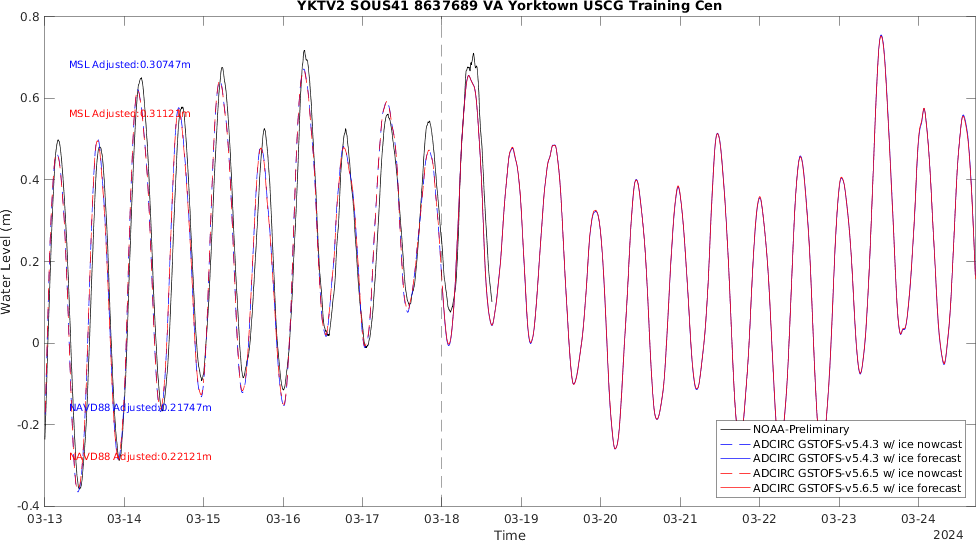 YKTV2 SOUS41 8637689 VA Yorktown USCG Training Cen
0.8
0.6
0.4
0.2
0
-0.2
-0.4
Water Level (m)
MSL Adjusted:0.30747m
MSL Adjusted:0.31121m
NAVD88 Adjusted:0.21747m
NAVD88 Adjusted:0.22121m
NOAA-Preliminary
ADCIRC GSTOFS-v5.4.3 w/ ice nowcast
ADCIRC GSTOFS-v5.4.3 w/ ice forecast
ADCIRC GSTOFS-v5.6.5 w/ ice nowcast
ADCIRC GSTOFS-v5.6.5 w/ ice forecast
03-13 03-14 03-15 03-16 03-17 03-18 03-19 03-20 03-21 03-22 03-23 03-24
Time
2024